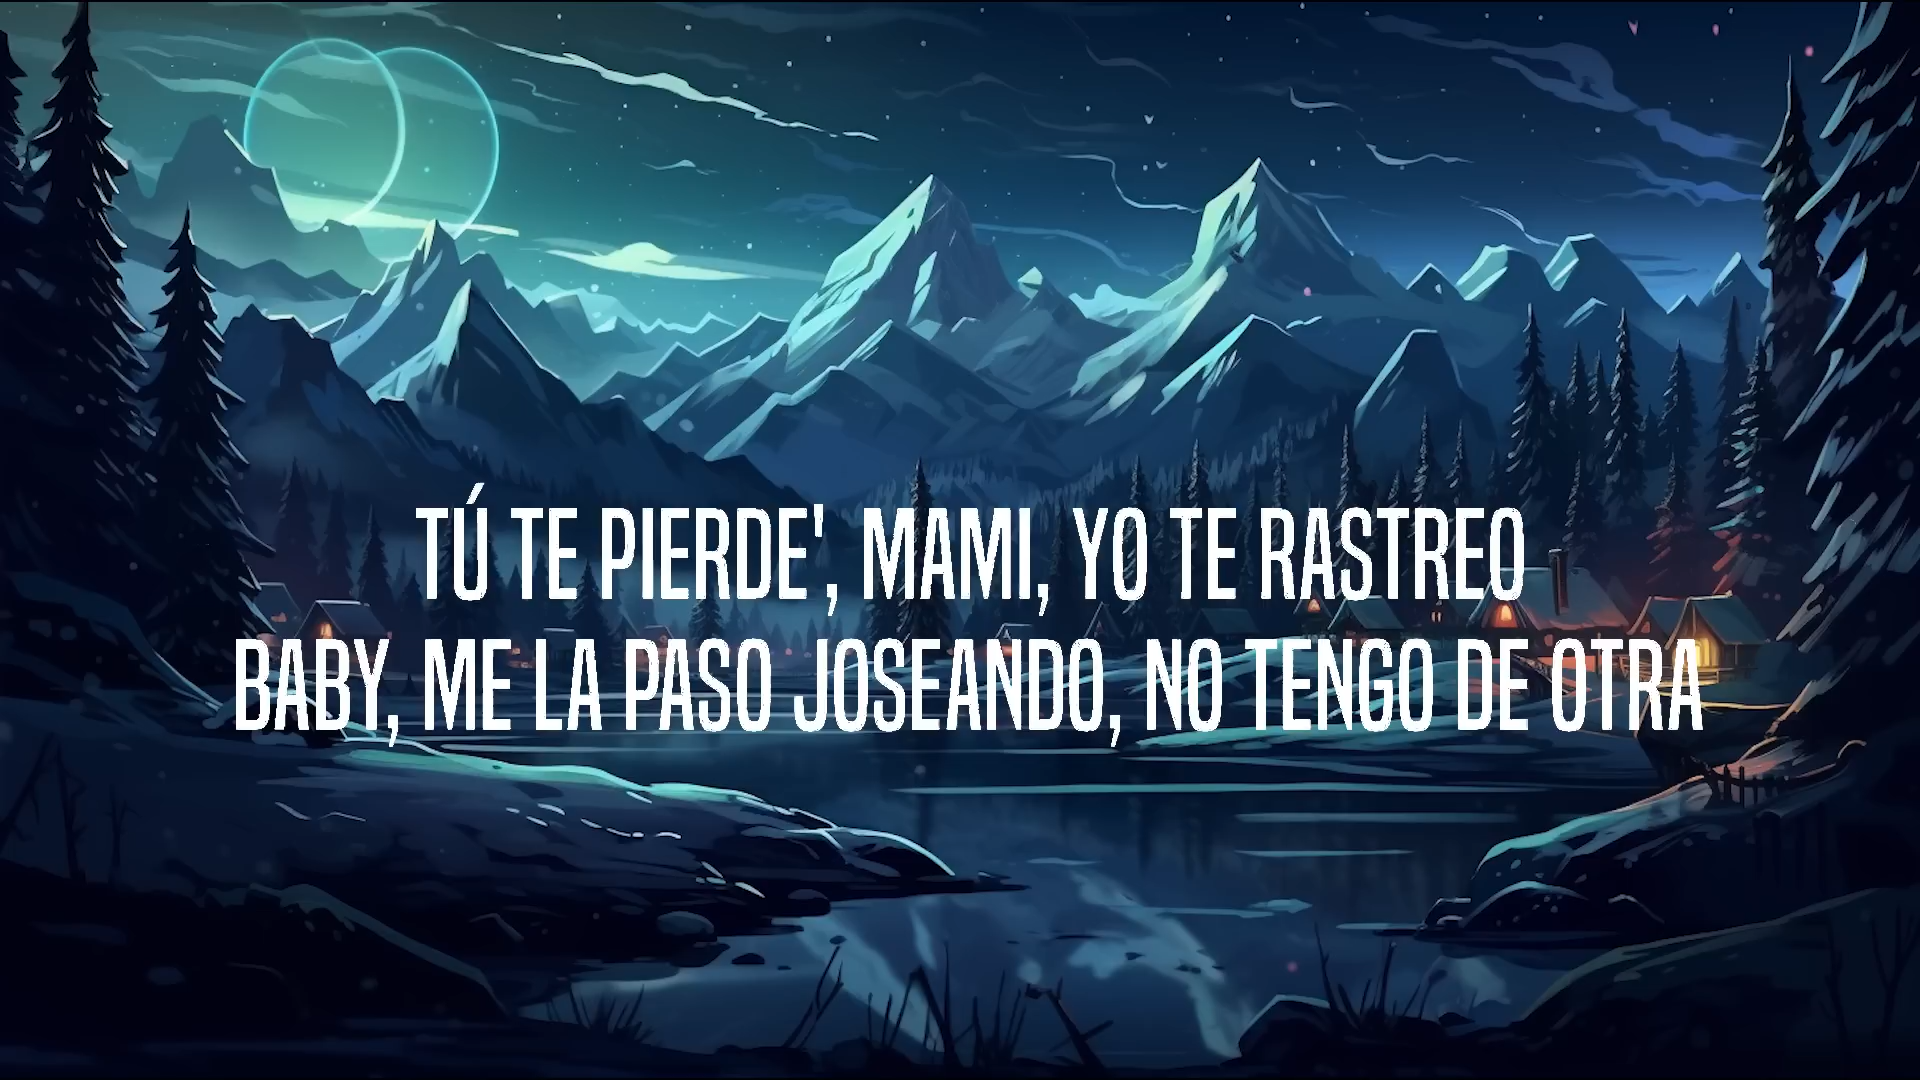 TÚ TE PIERDE', MAMI, YO TE RASTREO
BABY, ME LA PASO JOSEANDO, NO TENGO DE OTRA